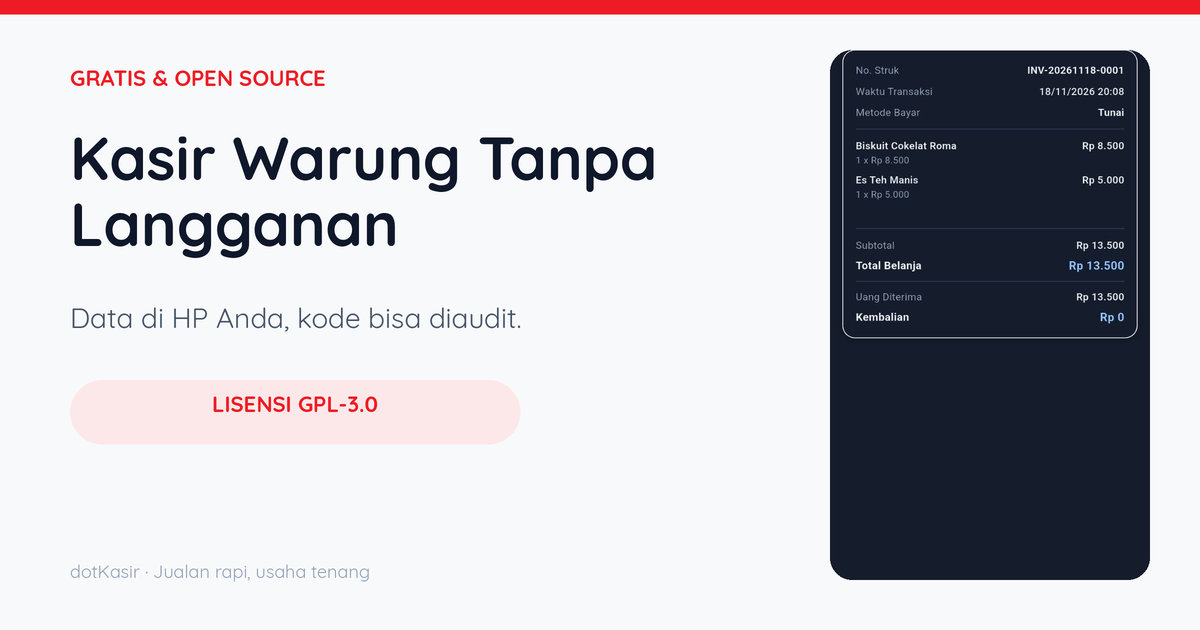 GRATIS & OPEN SOURCE
Kasir Warung Tanpa
Langganan
Data di HP Anda, kode bisa diaudit.
LISENSI GPL-3.0
dotKasir · Jualan rapi, usaha tenang
No. Struk INV-20261118-0001
Waktu Transaksi 18/11/2026 20:08
Metode Bayar Tunai
Biskuit Cokelat Roma Rp 8.500
1 x Rp 8.500
Es Teh Manis Rp 5.000
1 x Rp 5.000
Subtotal Rp 13.500
Total Belanja Rp 13.500
Uang Diterima Rp 13.500
Kembalian Rp 0